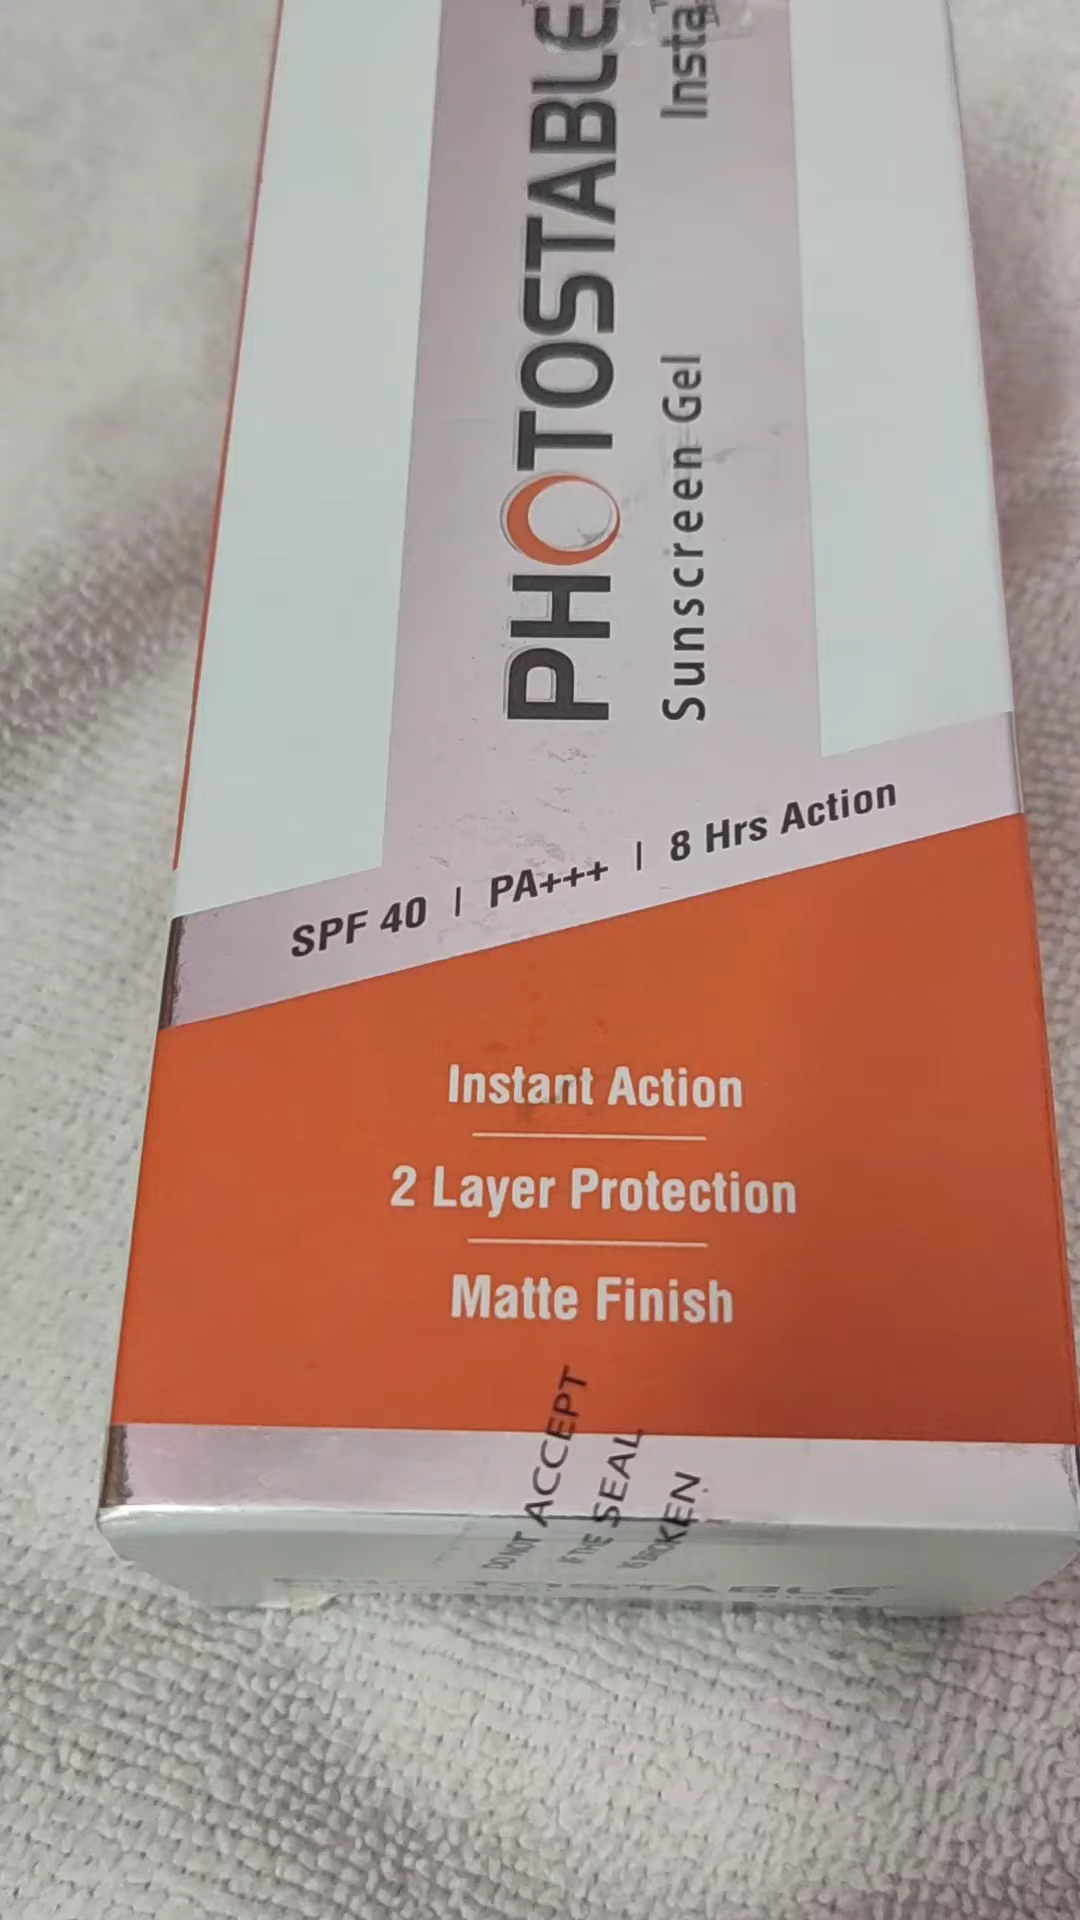 PHOTOSTABLE
Sunscreen Gel Insta
SPF 40 | PA+++ | 8 Hrs Action
Instant Action
2 Layer Protection
Matte Finish
DO NOT ACCEPT
IF THE SEAL
IS BROKEN